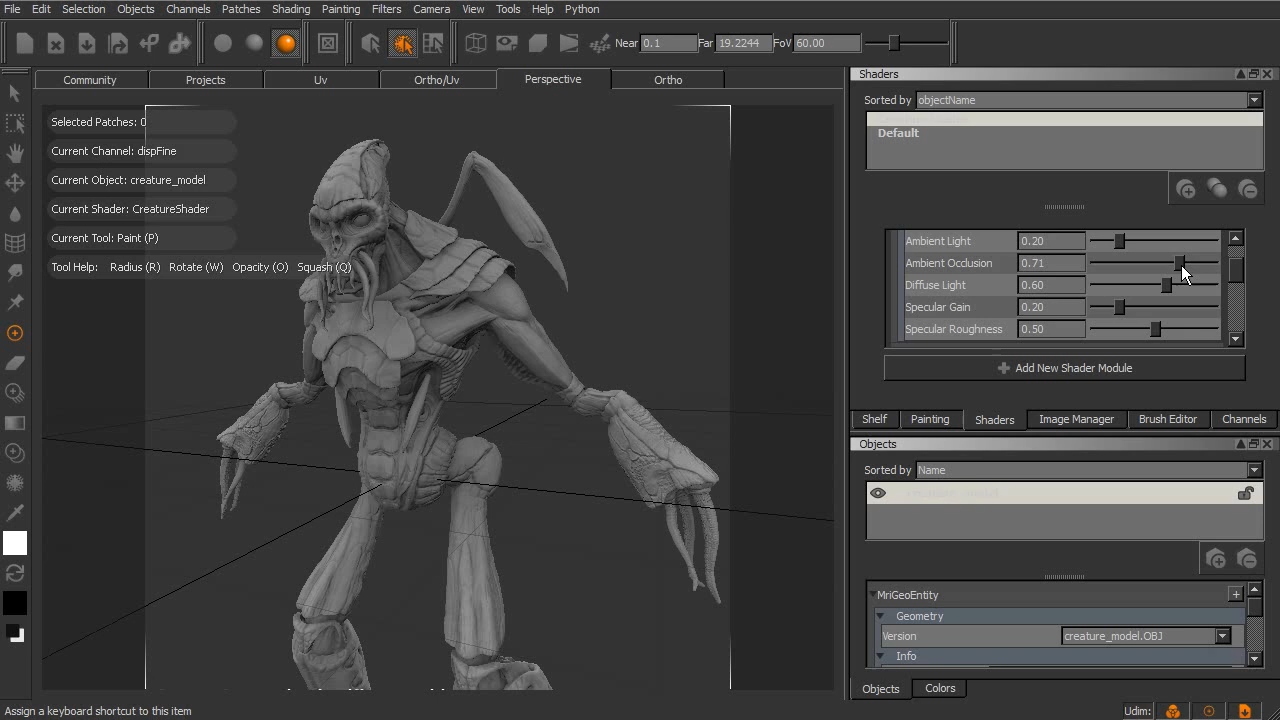 File Edit Selection Objects Channels Patches Shading Painting Filters Camera View Tools Help Python
Near 0.1 Far 19.2244 FoV 60.00
Community Projects Uv Ortho/Uv Perspective Ortho
Selected Patches: 0
Current Channel: dispFine
Current Object: creature_model
Current Shader: CreatureShader
Current Tool: Paint (P)
Tool Help: Radius (R) Rotate (W) Opacity (O) Squash (Q)
Shaders
Sorted by objectName
Default
Ambient Light 0.20
Ambient Occlusion 0.71
Diffuse Light 0.60
Specular Gain 0.20
Specular Roughness 0.50
Add New Shader Module
Shelf Painting Shaders Image Manager Brush Editor Channels
Objects
Sorted by Name
MriGeoEntity
Geometry
Version creature_model.OBJ
Info
Objects Colors
Assign a keyboard shortcut to this item
Udim: